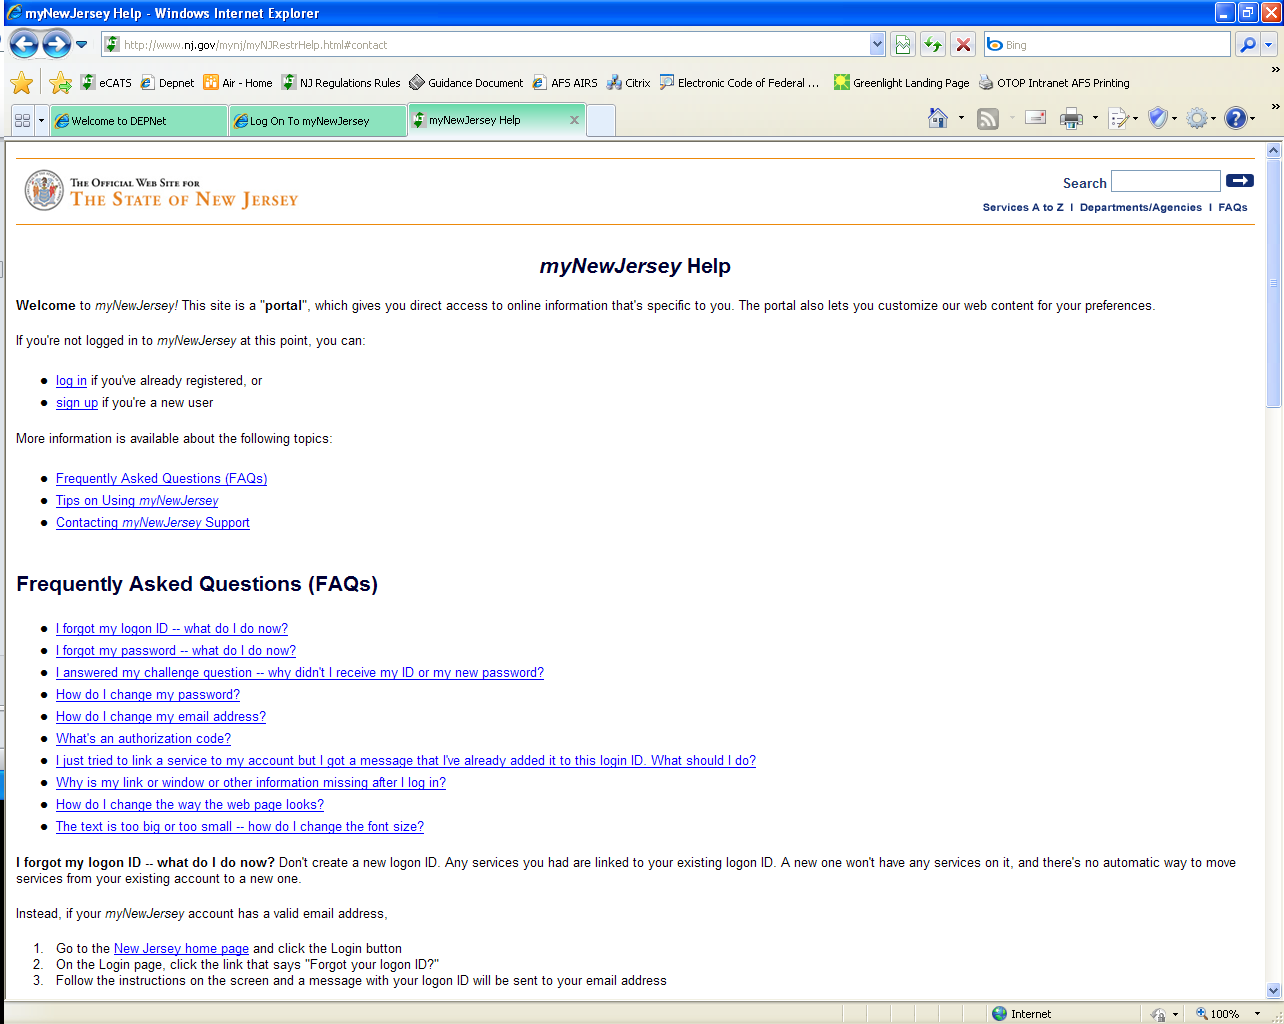 myNewJersey Help - Windows Internet Explorer
http://www.nj.gov/mynj/myNJRestrHelp.html#contact
Bing
eCATS Depnet Air - Home NJ Regulations Rules Guidance Document AFS AIRS Citrix Electronic Code of Federal ... Greenlight Landing Page OTOP Intranet AFS Printing
Welcome to DEPNet Log On To myNewJersey myNewJersey Help
THE OFFICIAL WEB SITE FOR
THE STATE OF NEW JERSEY
Search
Services A to Z | Departments/Agencies | FAQs
myNewJersey Help
Welcome to myNewJersey! This site is a "portal", which gives you direct access to online information that's specific to you. The portal also lets you customize our web content for your preferences.
If you're not logged in to myNewJersey at this point, you can:
● log in if you've already registered, or
● sign up if you're a new user
More information is available about the following topics:
● Frequently Asked Questions (FAQs)
● Tips on Using myNewJersey
● Contacting myNewJersey Support
Frequently Asked Questions (FAQs)
● I forgot my logon ID -- what do I do now?
● I forgot my password -- what do I do now?
● I answered my challenge question -- why didn't I receive my ID or my new password?
● How do I change my password?
● How do I change my email address?
● What's an authorization code?
● I just tried to link a service to my account but I got a message that I've already added it to this login ID. What should I do?
● Why is my link or window or other information missing after I log in?
● How do I change the way the web page looks?
● The text is too big or too small -- how do I change the font size?
I forgot my logon ID -- what do I do now? Don't create a new logon ID. Any services you had are linked to your existing logon ID. A new one won't have any services on it, and there's no automatic way to move
services from your existing account to a new one.
Instead, if your myNewJersey account has a valid email address,
1. Go to the New Jersey home page and click the Login button
2. On the Login page, click the link that says "Forgot your logon ID?"
3. Follow the instructions on the screen and a message with your logon ID will be sent to your email address
Internet
100%